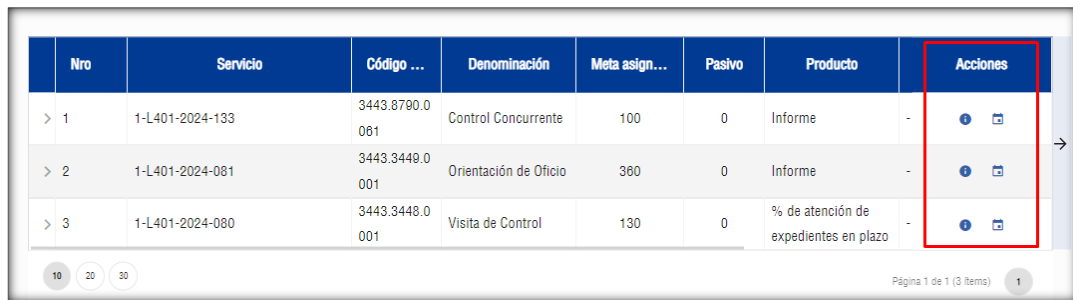 Nro Servicio Código ... Denominación Meta asign... Pasivo Producto Acciones
1 1-L401-2024-133 3443.8790.0 Control Concurrente 100 0 Informe -
061
2 1-L401-2024-081 3443.3449.0 Orientación de Oficio 360 0 Informe -
001
3 1-L401-2024-080 3443.3448.0 Visita de Control 130 0 % de atención de -
001 expedientes en plazo
10 20 30 Página 1 de 1 (3 ítems) 1